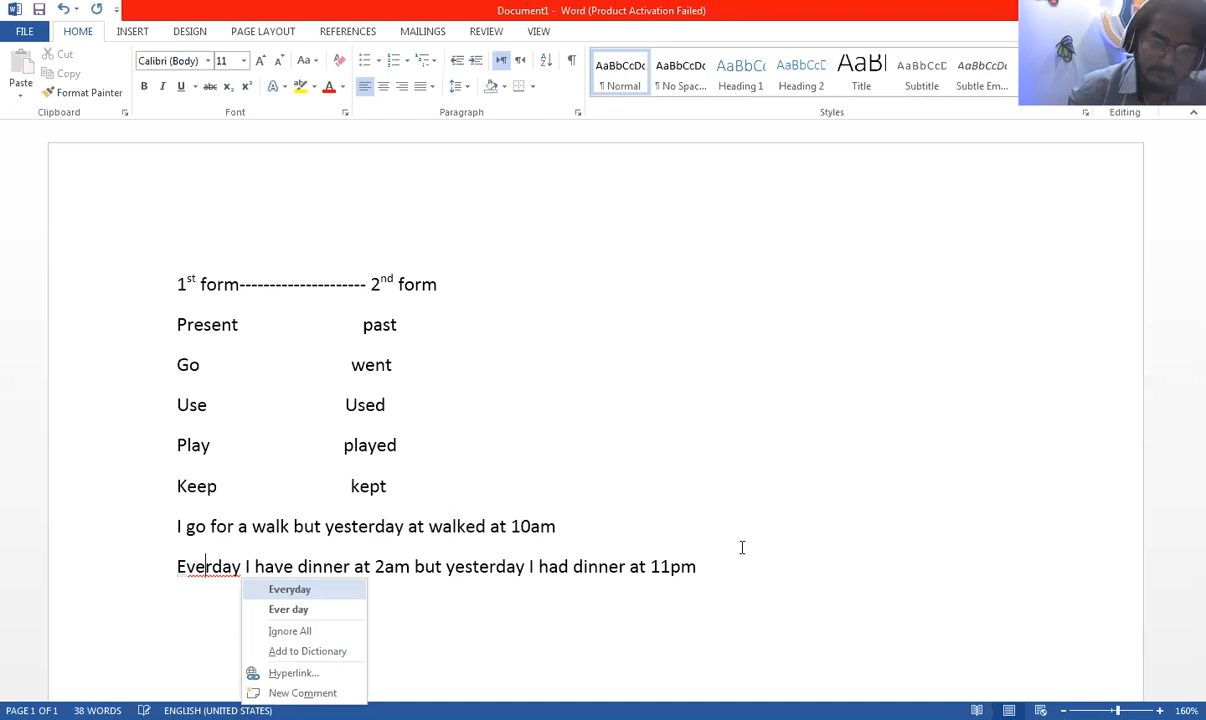 Document1 - Word (Product Activation Failed)
FILE HOME INSERT DESIGN PAGE LAYOUT REFERENCES MAILINGS REVIEW VIEW
Cut
Copy
Format Painter
Paste
Clipboard
Calibri (Body) 11
Font
Paragraph
AaBbCcDc AaBbCcDc AaBbCc AaBbCcD AaBl AaBbCcD AaBbCcDc
¶ Normal ¶ No Spac... Heading 1 Heading 2 Title Subtitle Subtle Em...
Styles
Editing
1st form--------------------- 2nd form
Present past
Go went
Use Used
Play played
Keep kept
I go for a walk but yesterday at walked at 10am
Everday I have dinner at 2am but yesterday I had dinner at 11pm
Everyday
Ever day
Ignore All
Add to Dictionary
Hyperlink...
New Comment
PAGE 1 OF 1 38 WORDS ENGLISH (UNITED STATES) 160%